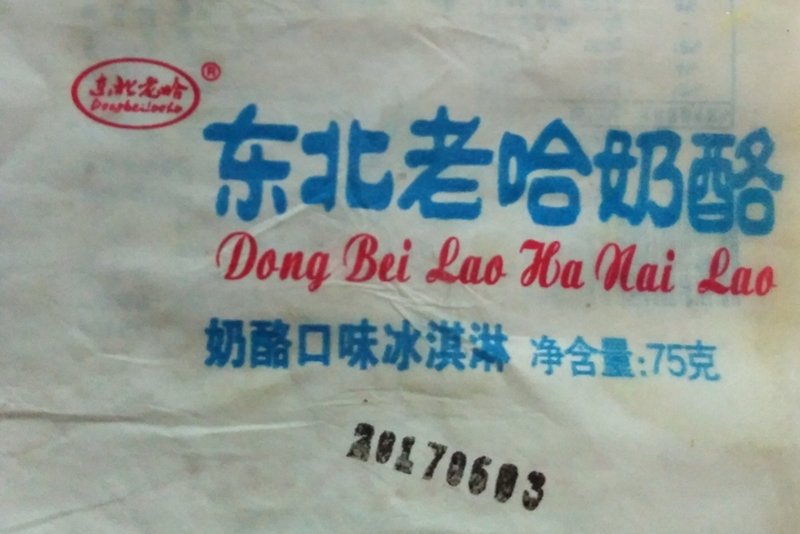 东北老哈
Dongbeilaoha
®
东北老哈奶酪
Dong Bei Lao Ha Nai Lao
奶酪口味冰淇淋 净含量:75克
20170603